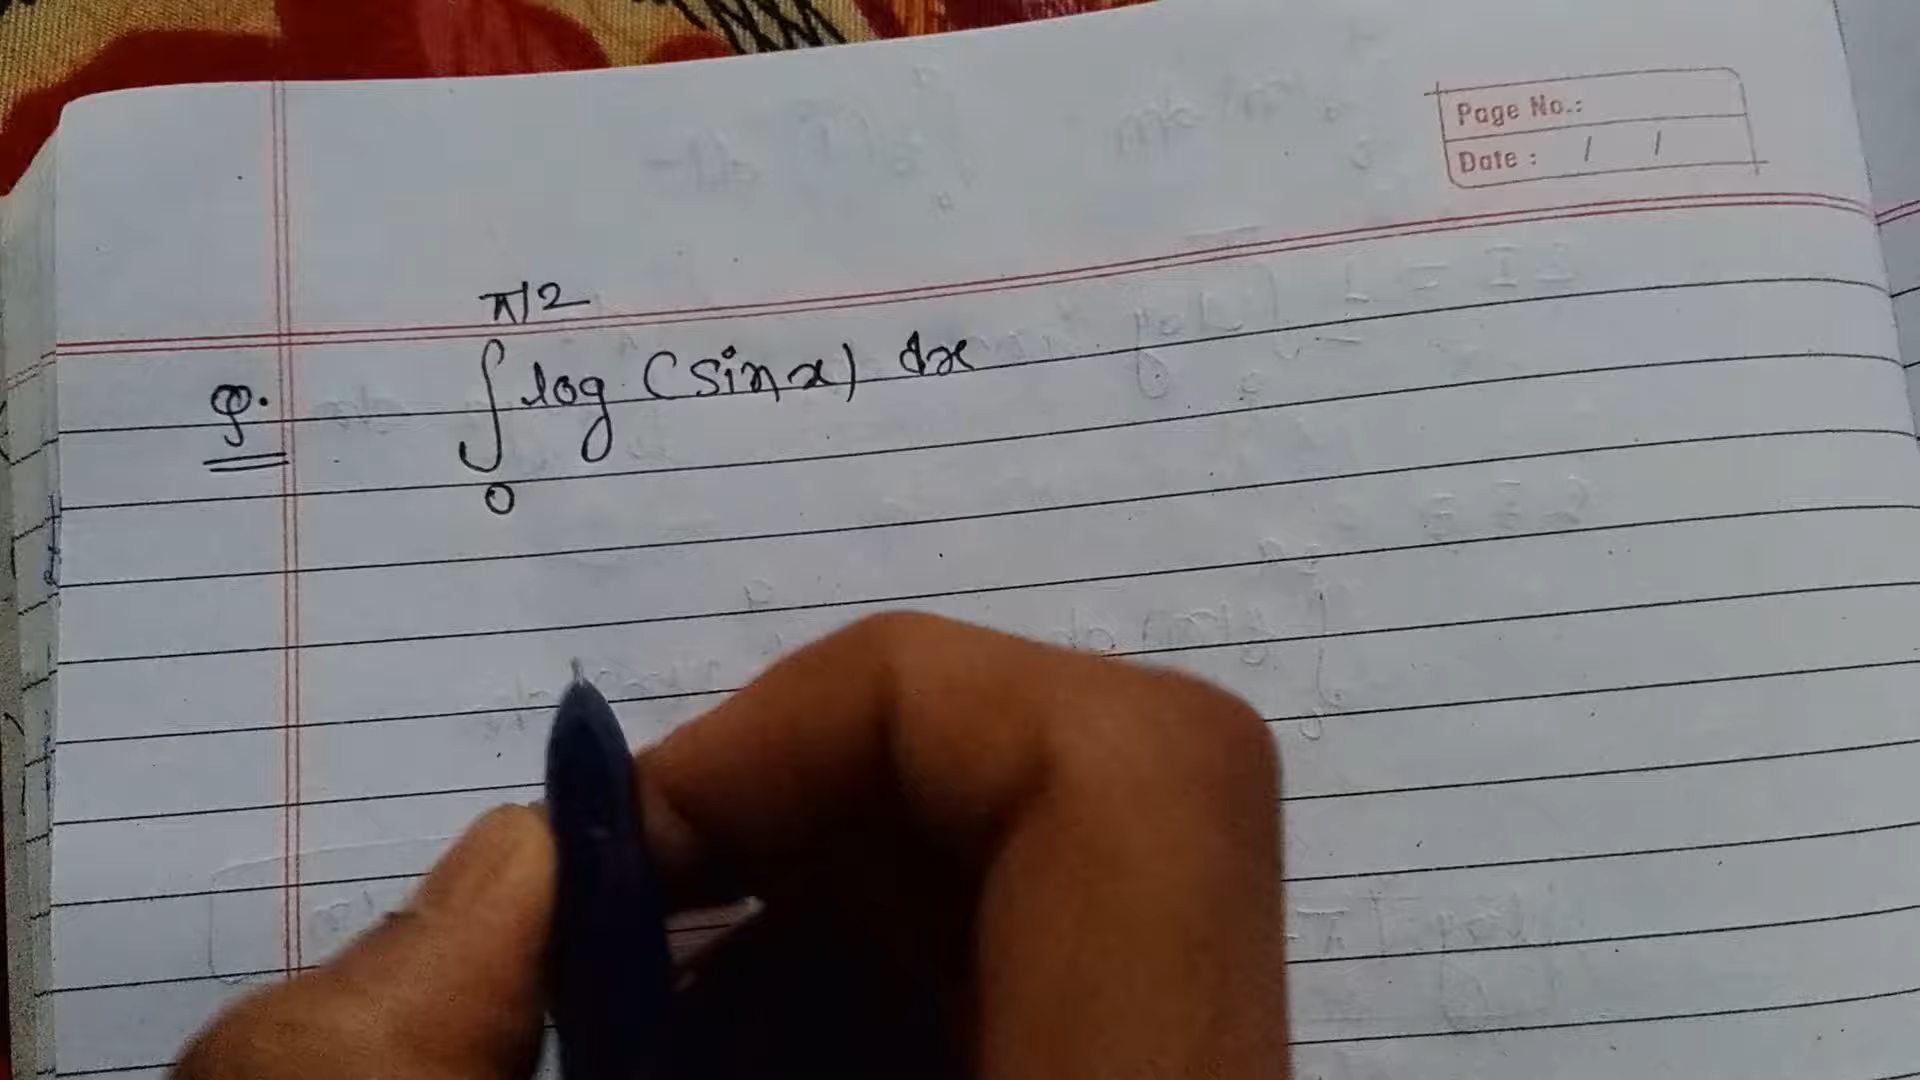 Page No.:
Date : / /
π/2
Q. ∫ log (sin x) dx
0